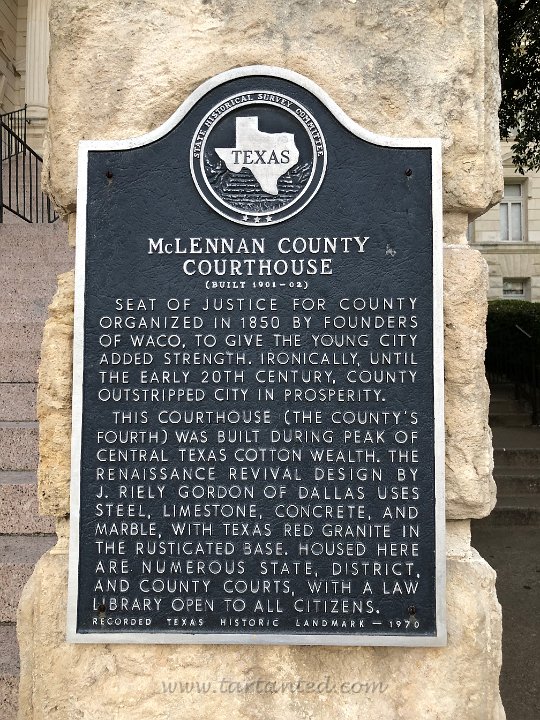 STATE HISTORICAL SURVEY COMMITTEE
TEXAS
McLENNAN COUNTY
COURTHOUSE
(BUILT 1901-02)
SEAT OF JUSTICE FOR COUNTY
ORGANIZED IN 1850 BY FOUNDERS
OF WACO, TO GIVE THE YOUNG CITY
ADDED STRENGTH. IRONICALLY, UNTIL
THE EARLY 20TH CENTURY, COUNTY
OUTSTRIPPED CITY IN PROSPERITY.
THIS COURTHOUSE (THE COUNTY'S
FOURTH) WAS BUILT DURING PEAK OF
CENTRAL TEXAS COTTON WEALTH. THE
RENAISSANCE REVIVAL DESIGN BY
J. RIELY GORDON OF DALLAS USES
STEEL, LIMESTONE, CONCRETE, AND
MARBLE, WITH TEXAS RED GRANITE IN
THE RUSTICATED BASE. HOUSED HERE
ARE NUMEROUS STATE, DISTRICT,
AND COUNTY COURTS, WITH A LAW
LIBRARY OPEN TO ALL CITIZENS.
RECORDED TEXAS HISTORIC LANDMARK - 1970
www.tartanted.com